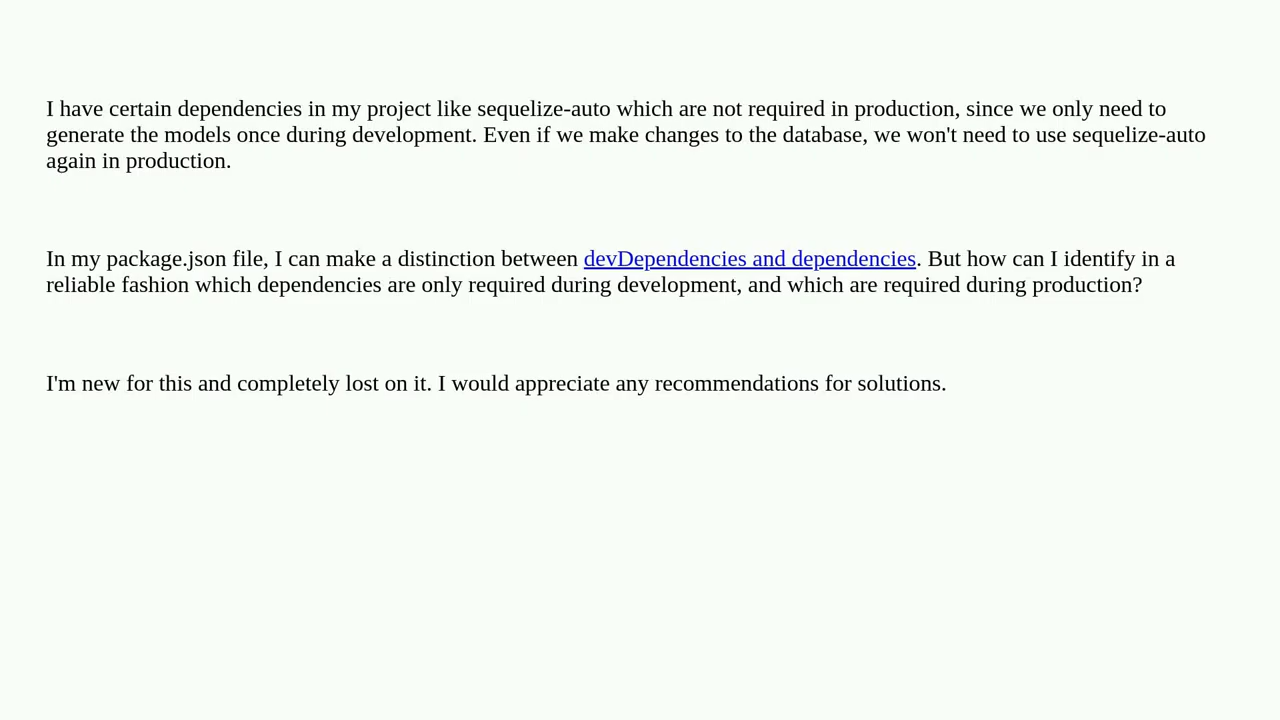 I have certain dependencies in my project like sequelize-auto which are not required in production, since we only need to
generate the models once during development. Even if we make changes to the database, we won't need to use sequelize-auto
again in production.
In my package.json file, I can make a distinction between devDependencies and dependencies. But how can I identify in a
reliable fashion which dependencies are only required during development, and which are required during production?
I'm new for this and completely lost on it. I would appreciate any recommendations for solutions.